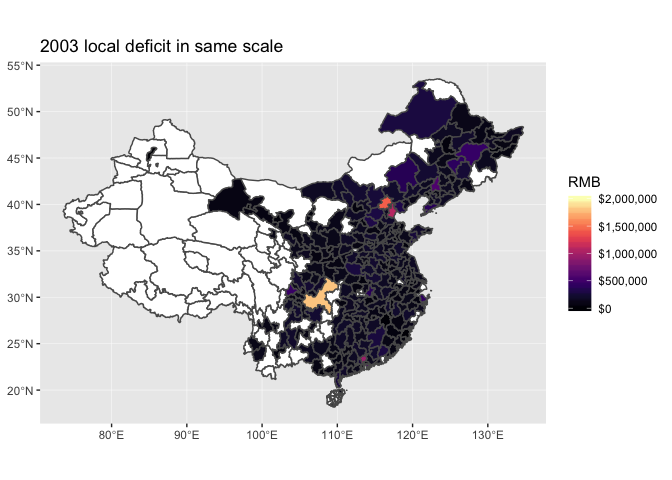 2003 local deficit in same scale
55°N
50°N
45°N
40°N
35°N
30°N
25°N
20°N
80°E 90°E 100°E 110°E 120°E 130°E
RMB
$2,000,000
$1,500,000
$1,000,000
$500,000
$0